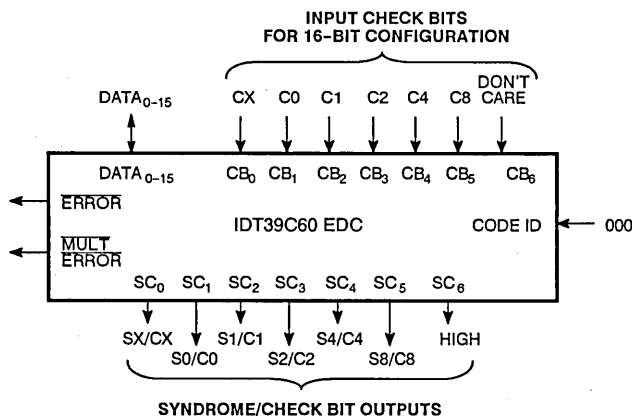 INPUT CHECK BITS
FOR 16-BIT CONFIGURATION
DATA0-15 CX C0 C1 C2 C4 C8 DON'T CARE
DATA0-15 CB0 CB1 CB2 CB3 CB4 CB5 CB6
ERROR
IDT39C60 EDC CODE ID 000
MULT
ERROR
SC0 SC1 SC2 SC3 SC4 SC5 SC6
SX/CX S1/C1 S4/C4 HIGH
S0/C0 S2/C2 S8/C8
SYNDROME/CHECK BIT OUTPUTS